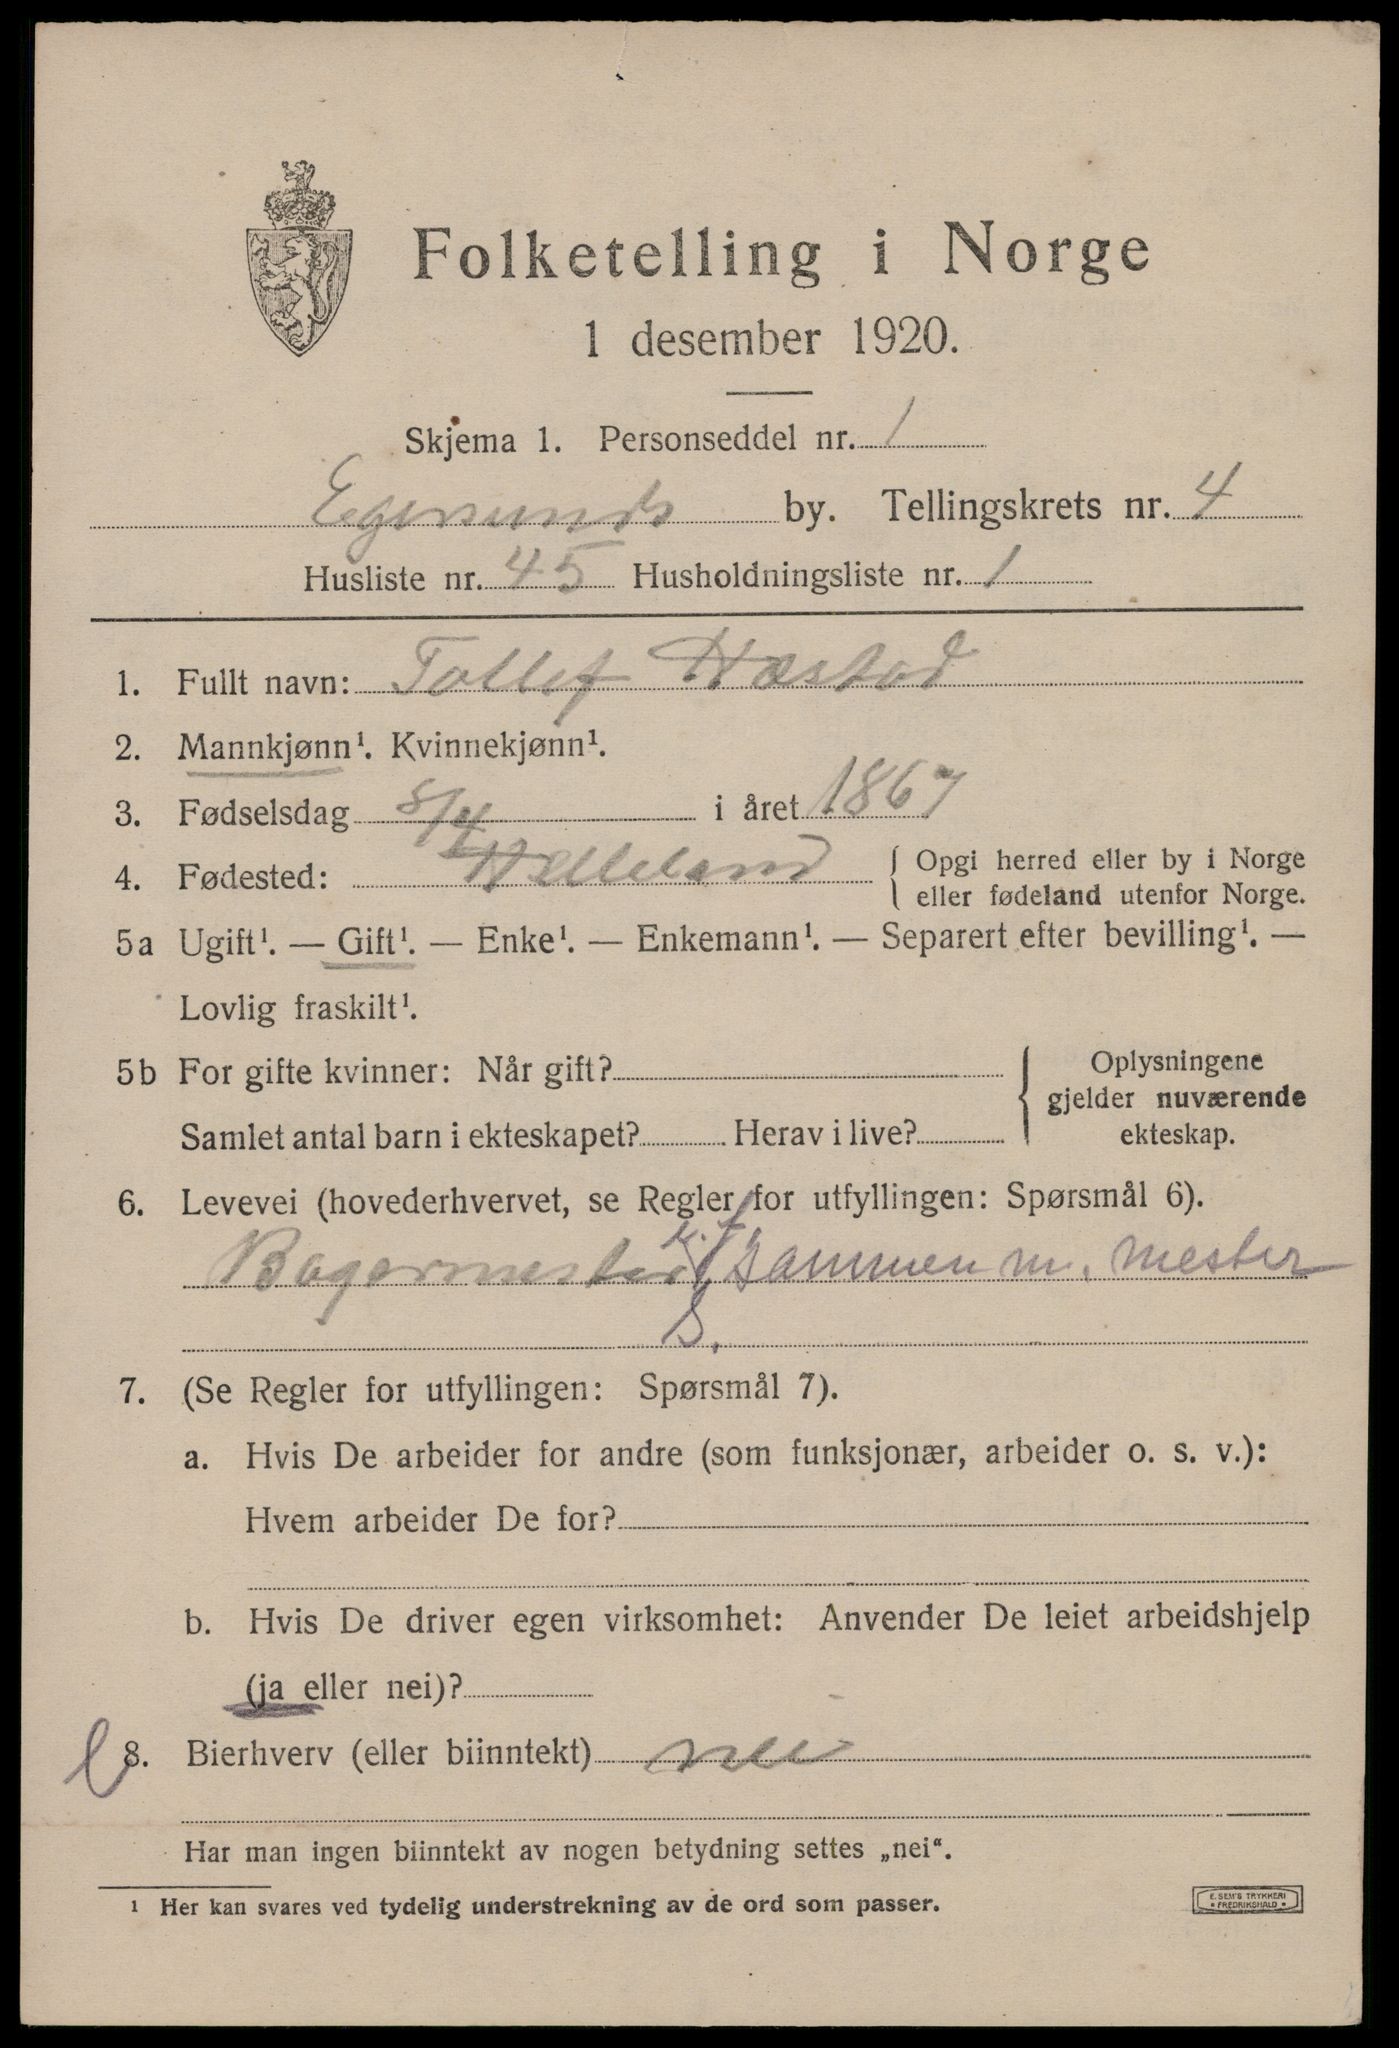 Folketelling i Norge
1 desember 1920.
Skjema 1. Personseddel nr. 1
Egersunds by. Tellingskrets nr. 4
Husliste nr. 45 Husholdningsliste nr. 1
1. Fullt navn: Tollef Hæstad
2. Mannkjønn¹. Kvinnekjønn¹.
3. Fødselsdag 8/4 i året 1867
4. Fødested: Helleland { Opgi herred eller by i Norge
eller fødeland utenfor Norge.
5a Ugift¹. — Gift¹. — Enke¹. — Enkemann¹. — Separert efter bevilling¹. —
Lovlig fraskilt¹.
5b For gifte kvinner: Når gift?
Samlet antal barn i ekteskapet? Herav i live?
{ Oplysningene
gjelder nuværende
ekteskap.
6. Levevei (hovederhvervet, se Regler for utfyllingen: Spørsmål 6).
Bagermester sammen m. mester
S.
7. (Se Regler for utfyllingen: Spørsmål 7).
a. Hvis De arbeider for andre (som funksjonær, arbeider o. s. v.):
Hvem arbeider De for?
b. Hvis De driver egen virksomhet: Anvender De leiet arbeidshjelp
(ja eller nei)?
8. Bierhverv (eller biinntekt) nei
Har man ingen biinntekt av nogen betydning settes „nei“.
¹ Her kan svares ved tydelig understrekning av de ord som passer.
E. SEM'S TRYKKERI
FREDRIKSHALD